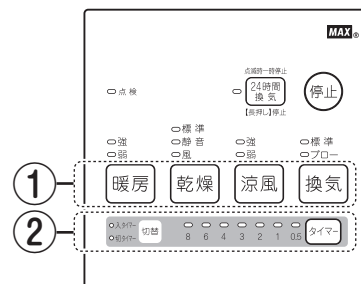 MAX®
点滅時一時停止
点検
24時間
換気
停止
【長押し】停止
標準
強 静音 強 標準
弱 風 弱 ブロー
① 暖房 乾燥 涼風 換気
② 入タイマー 切タイマー 切替 8 6 4 3 2 1 0.5 タイマー